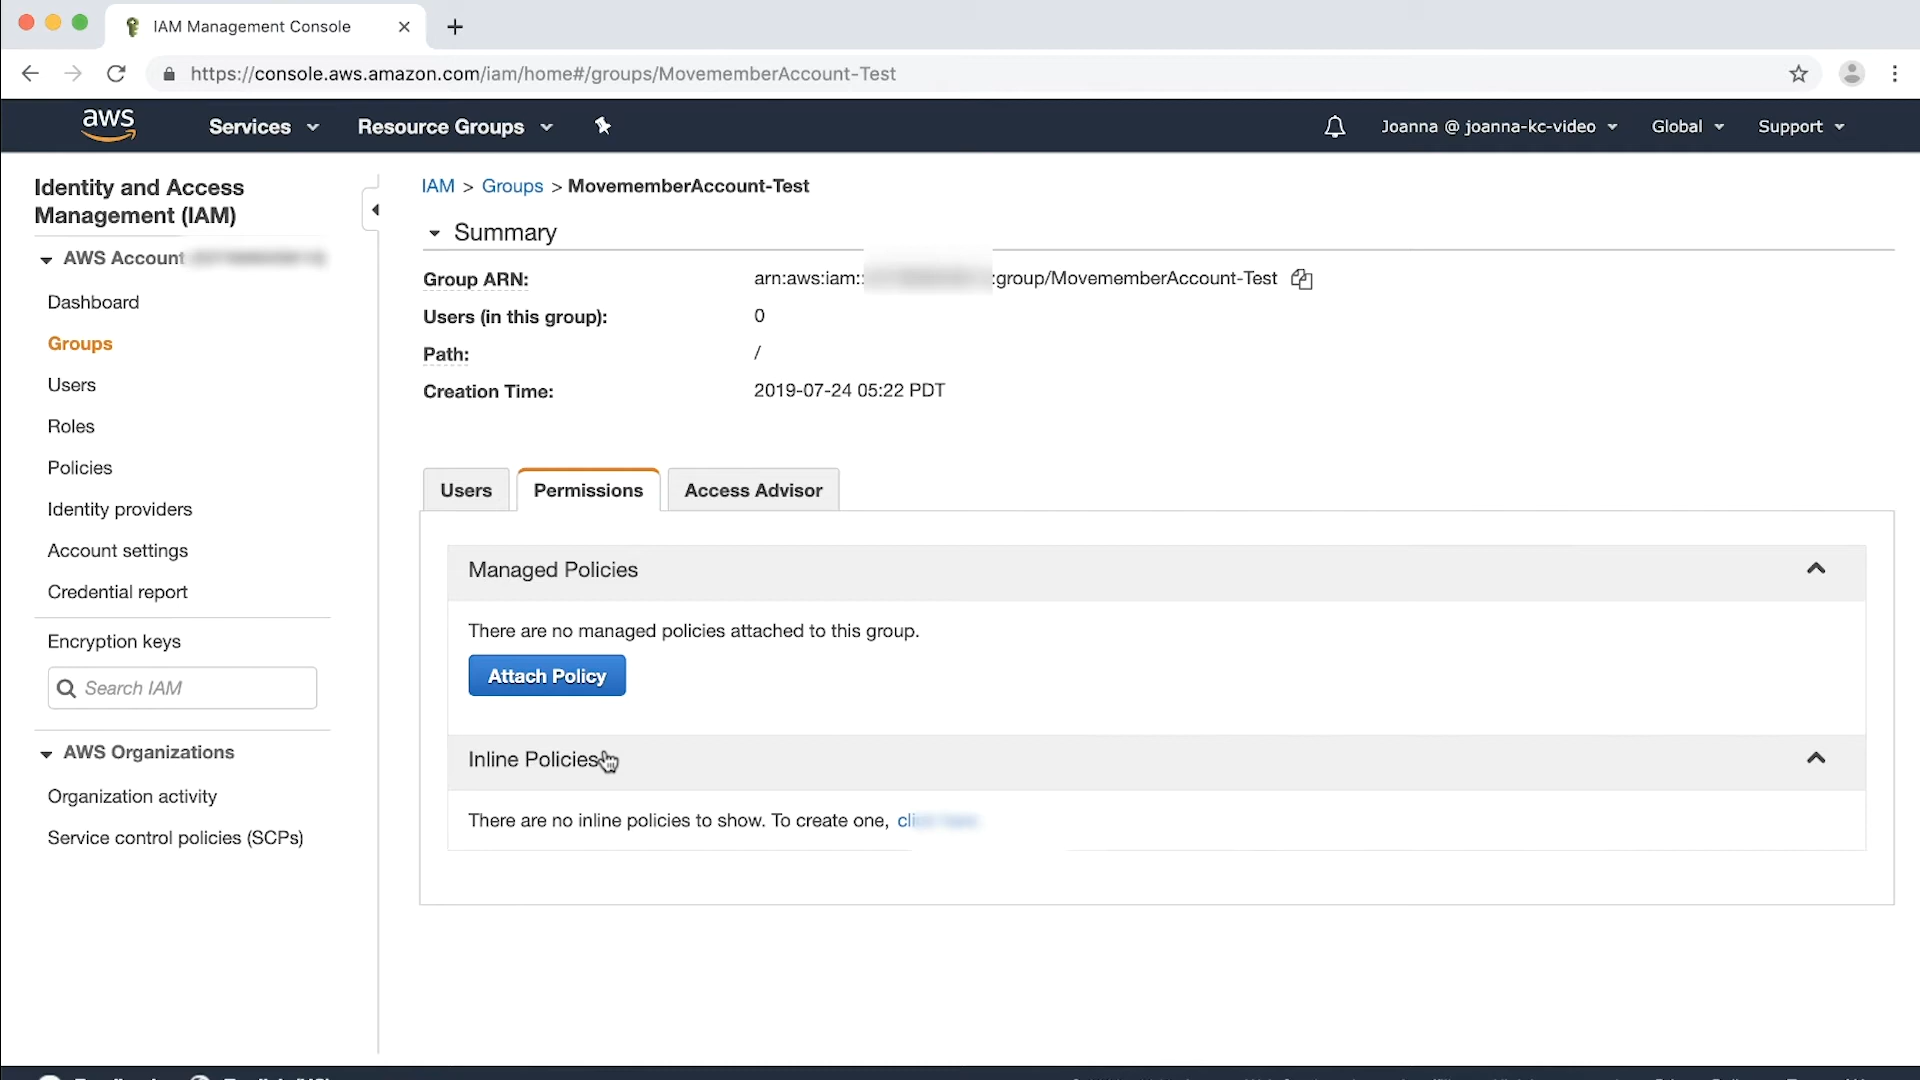 IAM Management Console
https://console.aws.amazon.com/iam/home#/groups/MovememberAccount-Test
aws Services Resource Groups Joanna @ joanna-kc-video Global Support
Identity and Access
Management (IAM)
AWS Account
Dashboard
Groups
Users
Roles
Policies
Identity providers
Account settings
Credential report
Encryption keys
Search IAM
AWS Organizations
Organization activity
Service control policies (SCPs)
IAM > Groups > MovememberAccount-Test
Summary
Group ARN: arn:aws:iam:: :group/MovememberAccount-Test
Users (in this group): 0
Path: /
Creation Time: 2019-07-24 05:22 PDT
Users Permissions Access Advisor
Managed Policies
There are no managed policies attached to this group.
Attach Policy
Inline Policies
There are no inline policies to show. To create one,